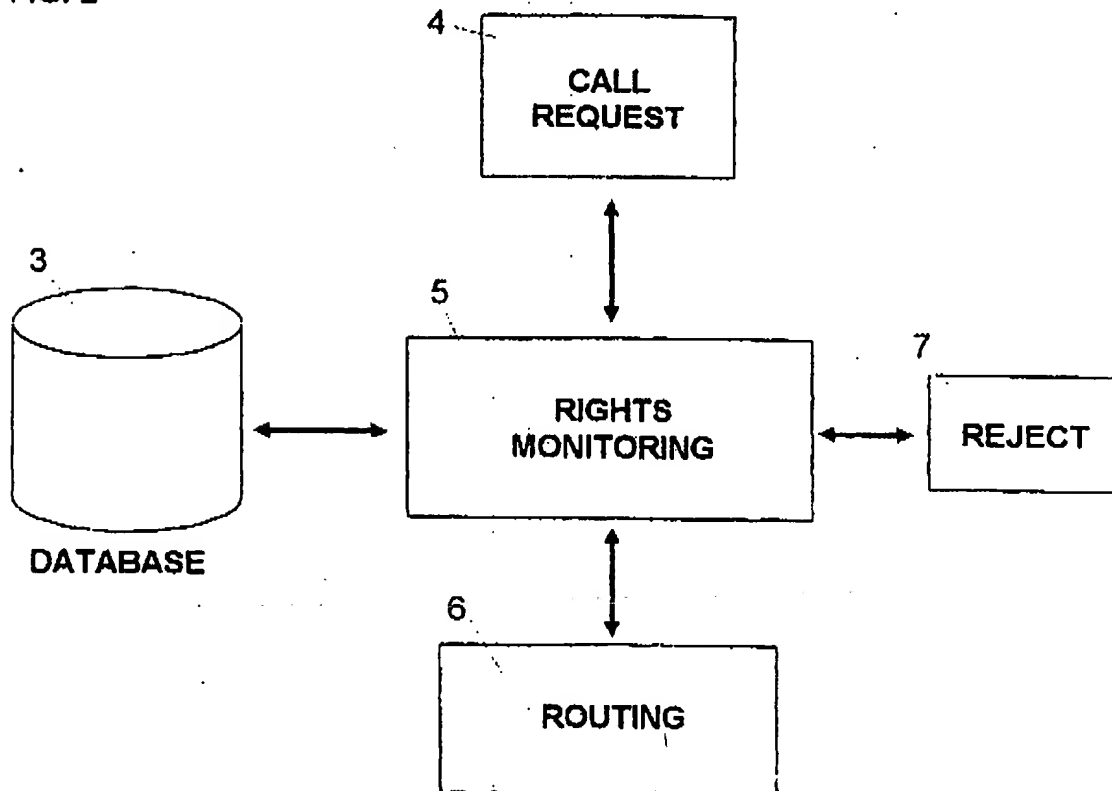 4
CALL
REQUEST
3
5
7
RIGHTS
MONITORING
REJECT
DATABASE
6
ROUTING